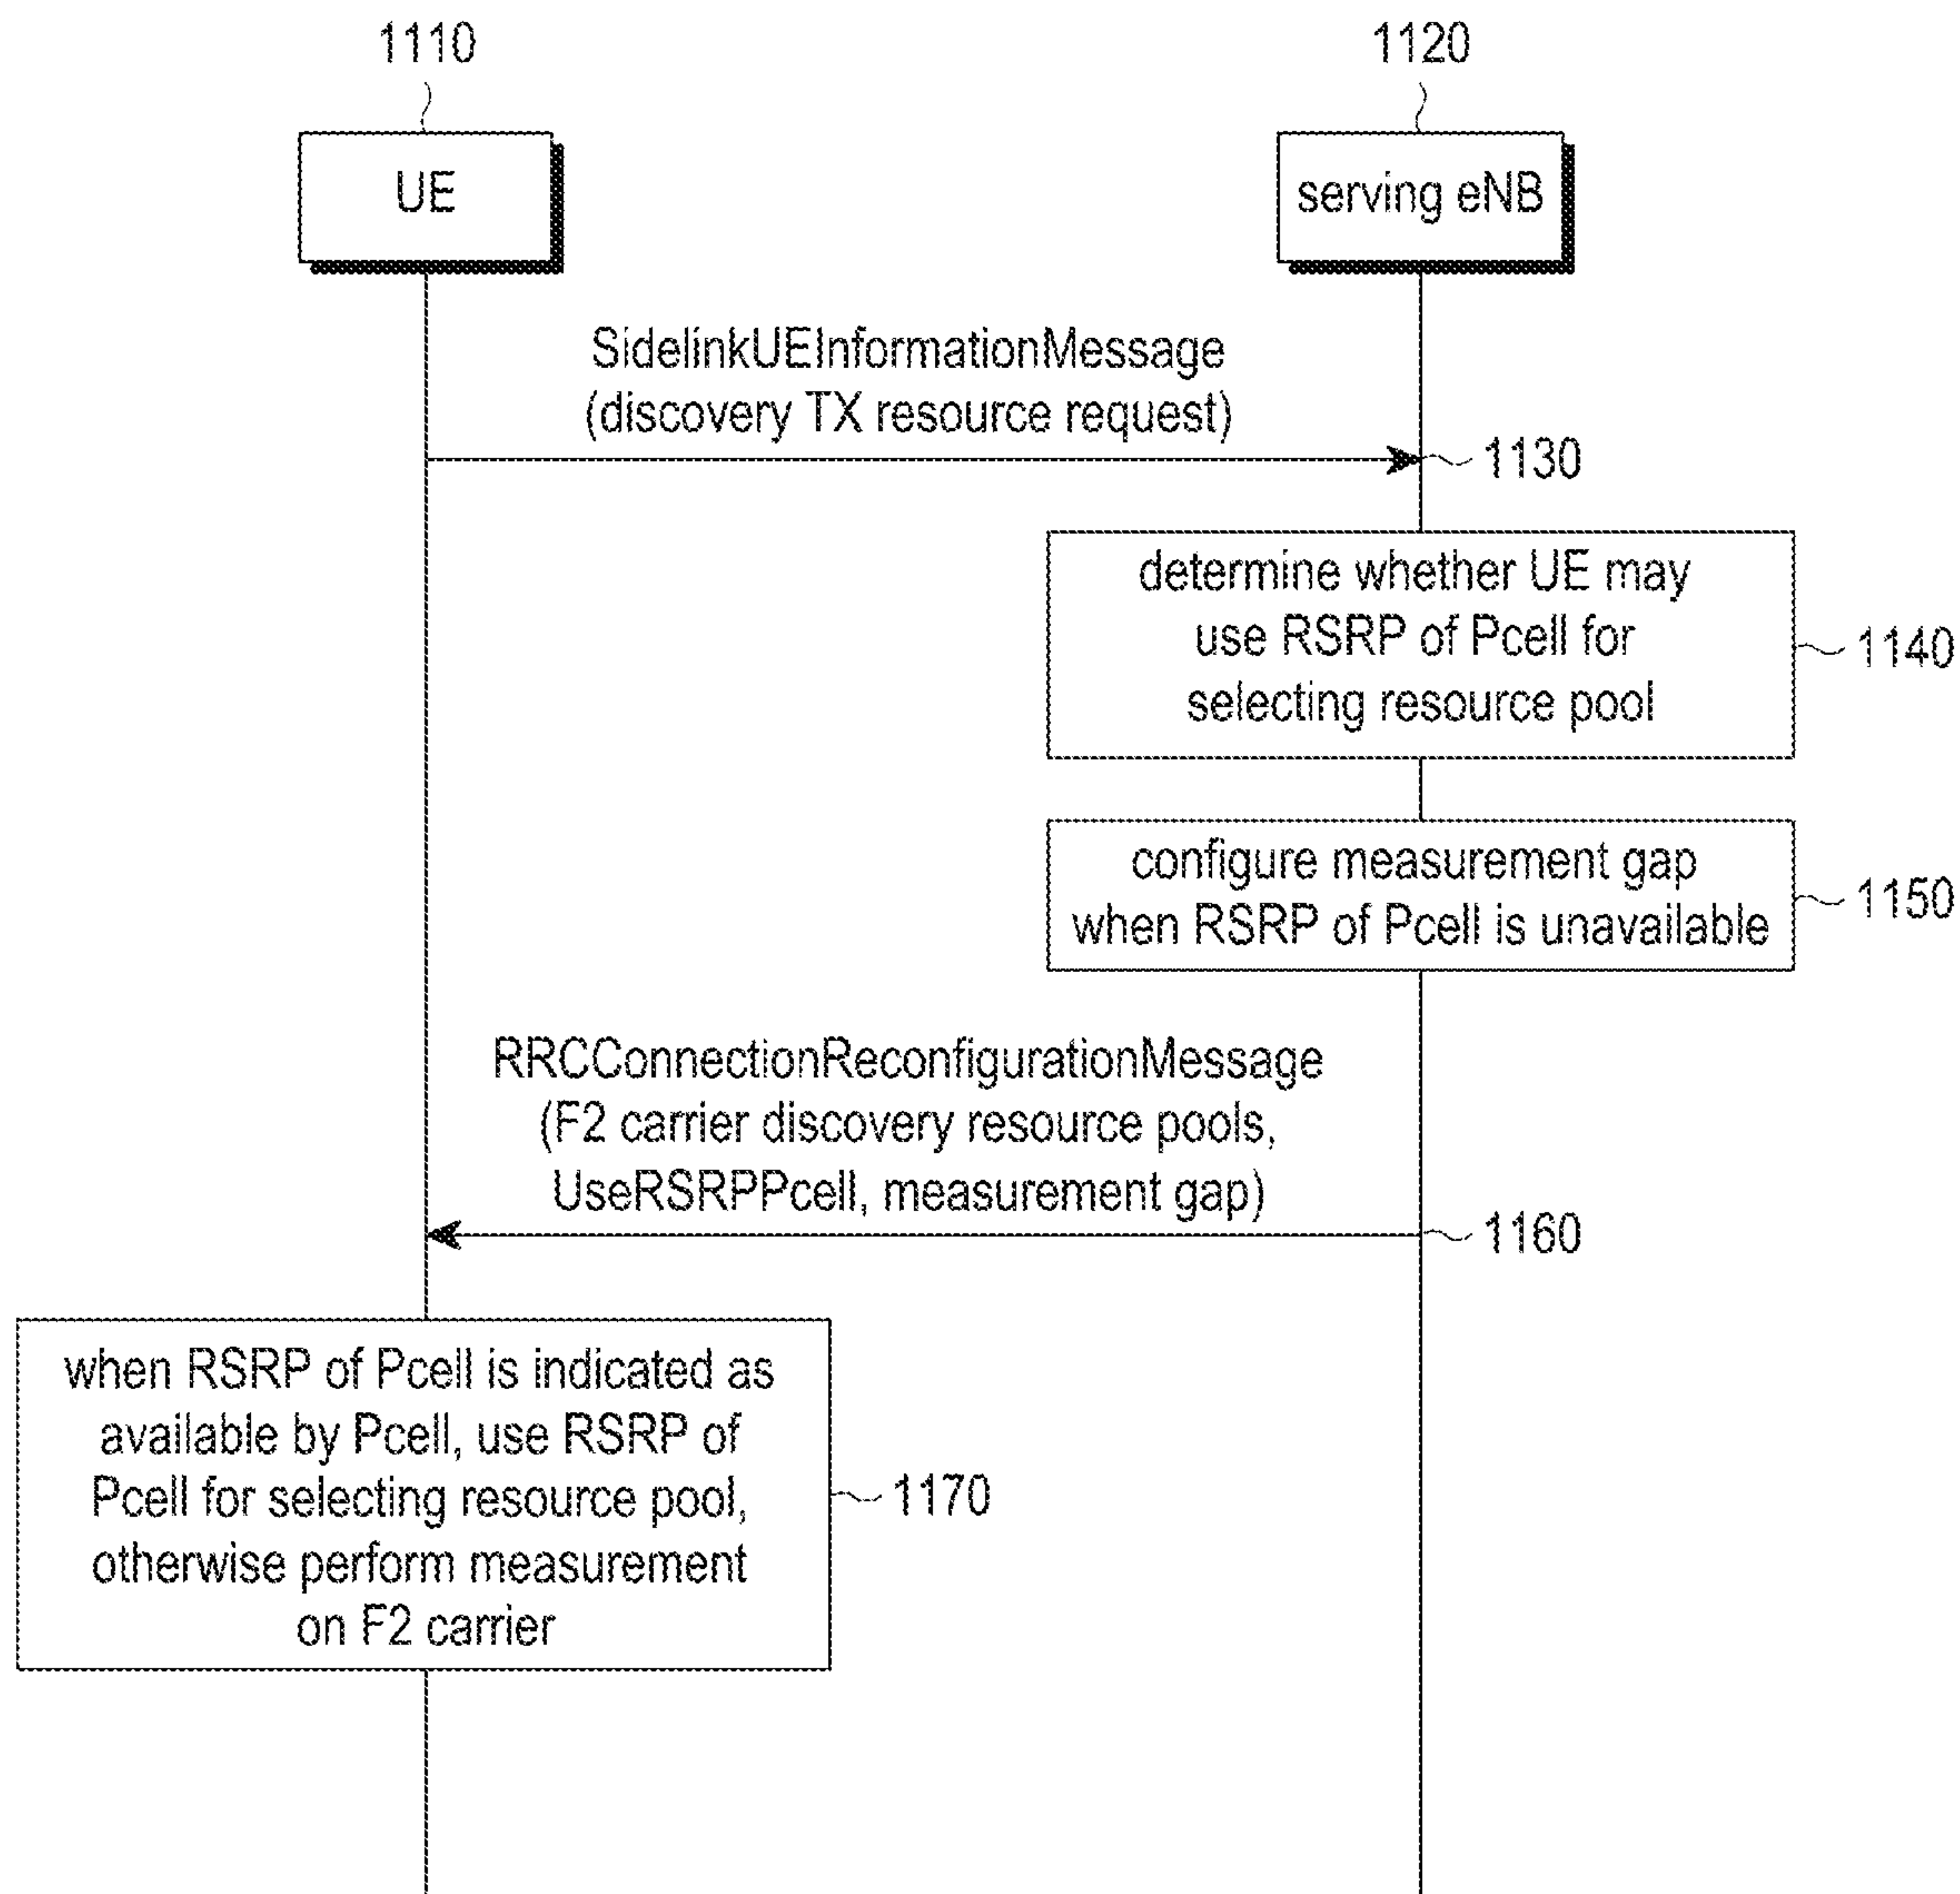 1110
1120
UE
serving eNB
SidelinkUEInformationMessage
(discovery TX resource request)
1130
determine whether UE may
use RSRP of Pcell for
selecting resource pool
1140
configure measurement gap
when RSRP of Pcell is unavailable
1150
RRCConnectionReconfigurationMessage
(F2 carrier discovery resource pools,
UseRSRPPcell, measurement gap)
1160
when RSRP of Pcell is indicated as
available by Pcell, use RSRP of
Pcell for selecting resource pool,
otherwise perform measurement
on F2 carrier
1170